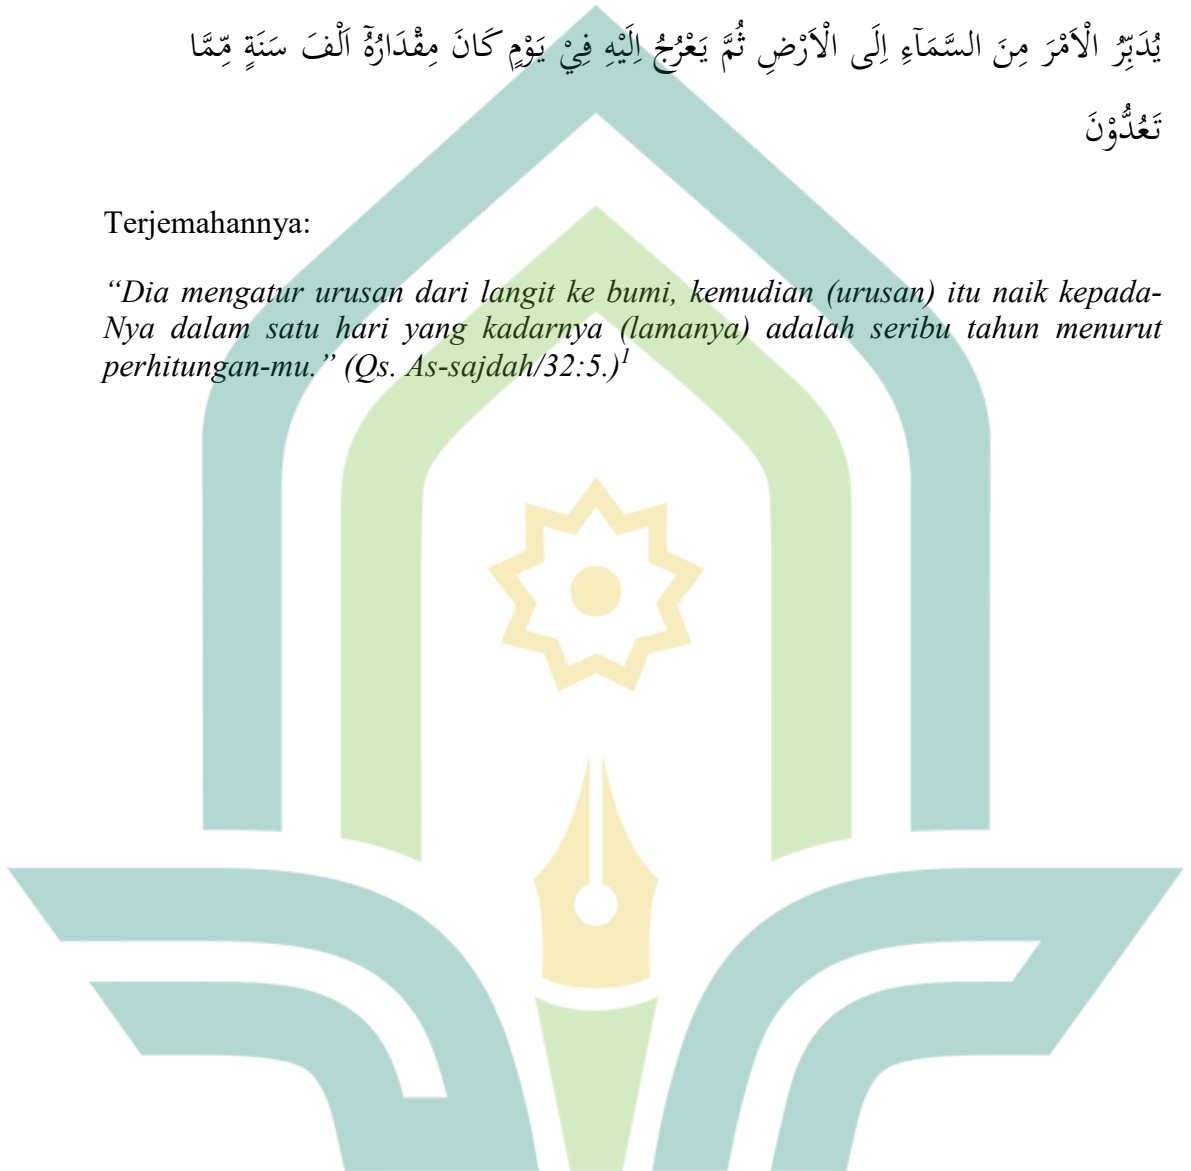 يُدَبِّرُ الْاَمْرَ مِنَ السَّمَآءِ اِلَى الْاَرْضِ ثُمَّ يَعْرُجُ اِلَيْهِ فِيْ يَوْمٍ كَانَ مِقْدَارُهٗٓ اَلْفَ سَنَةٍ مِّمَّا
تَعُدُّوْنَ
Terjemahannya:
“Dia mengatur urusan dari langit ke bumi, kemudian (urusan) itu naik kepada-
Nya dalam satu hari yang kadarnya (lamanya) adalah seribu tahun menurut
perhitungan-mu.” (Qs. As-sajdah/32:5.)¹